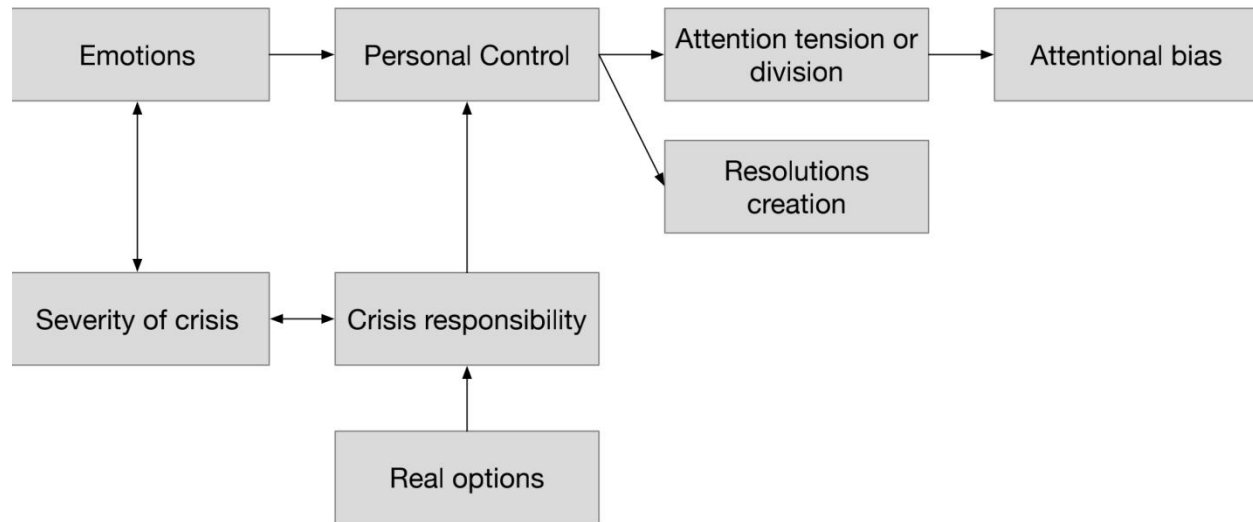 Emotions
Personal Control
Attention tension or
division
Attentional bias
Resolutions
creation
Severity of crisis
Crisis responsibility
Real options